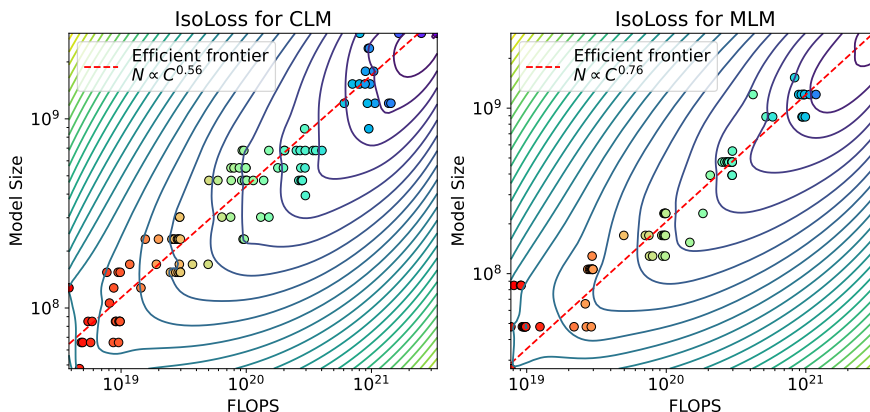 IsoLoss for CLM
Efficient frontier
N ∝ C^0.56
Model Size
10^9
10^8
10^19
10^20
10^21
FLOPS
IsoLoss for MLM
Efficient frontier
N ∝ C^0.76
Model Size
10^9
10^8
10^19
10^20
10^21
FLOPS